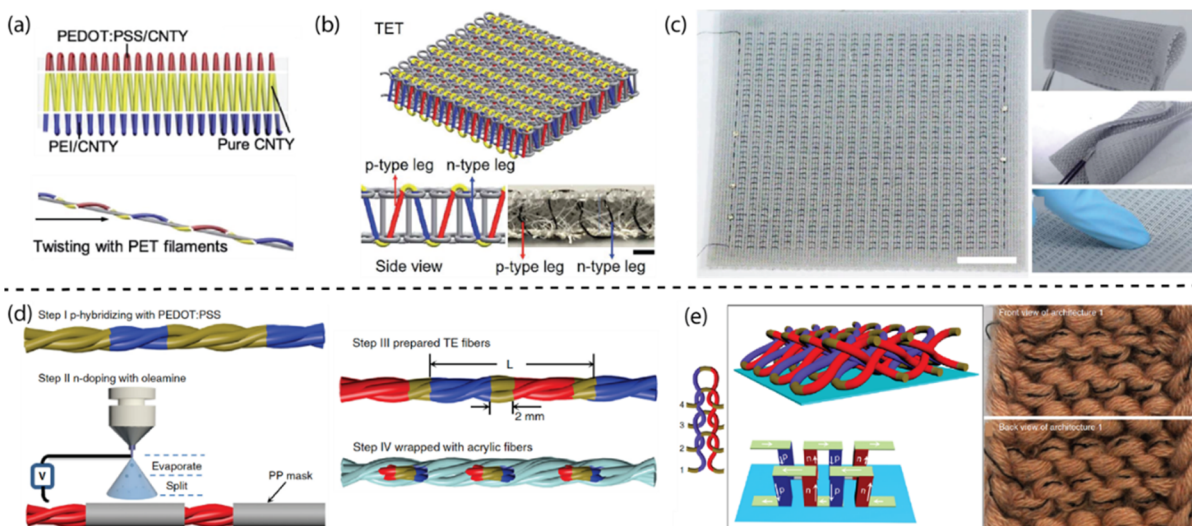 (a)
PEDOT:PSS/CNTY
PEI/CNTY
Pure CNTY
Twisting with PET filaments
(b)
TET
p-type leg
n-type leg
Side view
p-type leg
n-type leg
(c)
(d)
Step I p-hybridizing with PEDOT:PSS
Step II n-doping with oleamine
V
Evaporate
Split
PP mask
Step III prepared TE fibers
L
2 mm
Step IV wrapped with acrylic fibers
(e)
4
3
2
1
p
n
p
n
Front view of architecture 1
Back view of architecture 1